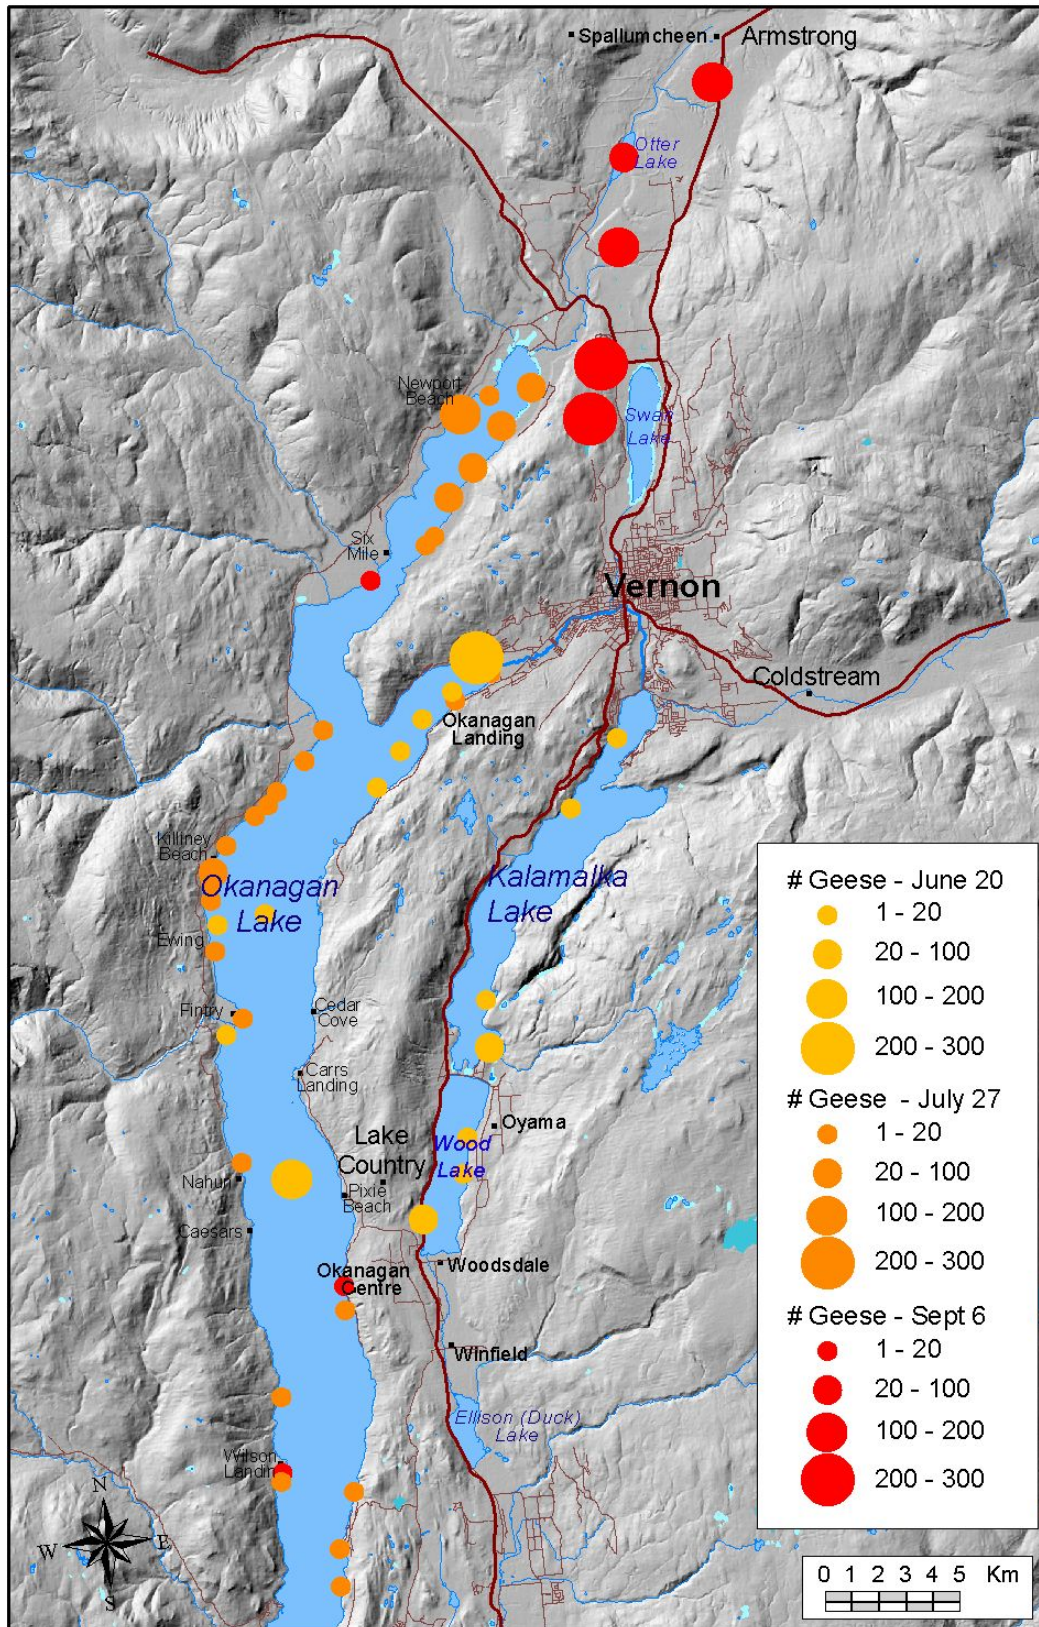 Spallumcheen
Armstrong
Otter
Lake
Newport
Beach
Swan
Lake
Six
Mile
Vernon
Coldstream
Okanagan
Landing
Killiney
Beach
Okanagan
Lake
Kalamalka
Lake
Ewing
Fintry
Cedar
Cove
Carrs
Landing
Oyama
Lake
Country
Wood
Lake
Nahun
Pixie
Beach
Caesars
Woodsdale
Okanagan
Centre
Winfield
Ellison (Duck)
Lake
Wilson
Landin
# Geese - June 20
1 - 20
20 - 100
100 - 200
200 - 300
# Geese - July 27
1 - 20
20 - 100
100 - 200
200 - 300
# Geese - Sept 6
1 - 20
20 - 100
100 - 200
200 - 300
N
W E
S
0 1 2 3 4 5 Km